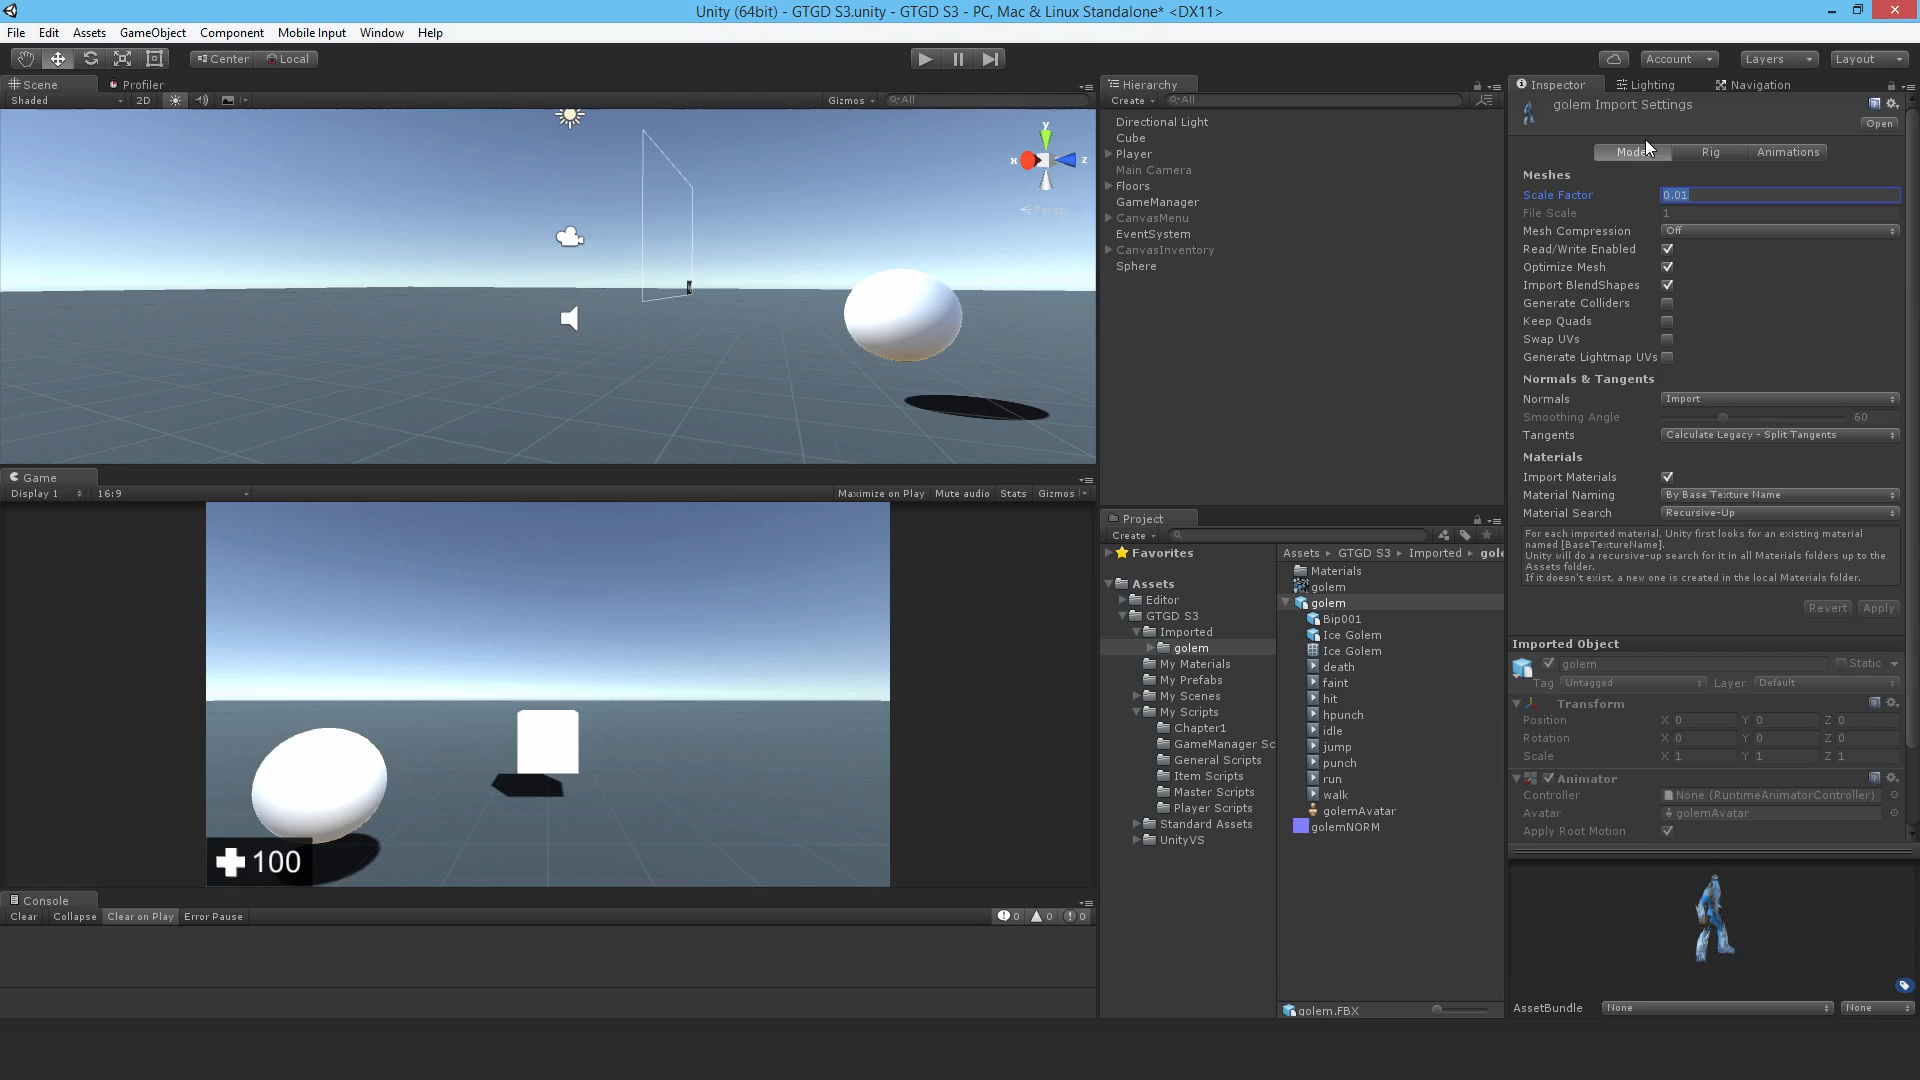 Unity (64bit) - GTGD S3.unity - GTGD S3 - PC, Mac & Linux Standalone* <DX11>
File Edit Assets GameObject Component Mobile Input Window Help
Center Local Account Layers Layout
Scene Profiler
Shaded 2D Gizmos All
y
x z
Persp
Game
Display 1 16:9 Maximize on Play Mute audio Stats Gizmos
100
Console
Clear Collapse Clear on Play Error Pause 0 0 0
Hierarchy
Create All
Directional Light
Cube
Player
Main Camera
Floors
GameManager
CanvasMenu
EventSystem
CanvasInventory
Sphere
Project
Create
Favorites
Assets
Editor
GTGD S3
Imported
golem
My Materials
My Prefabs
My Scenes
My Scripts
Chapter1
GameManager Sc
General Scripts
Item Scripts
Master Scripts
Player Scripts
Standard Assets
UnityVS
Assets GTGD S3 Imported gole
Materials
golem
golem
Bip001
Ice Golem
Ice Golem
death
faint
hit
hpunch
idle
jump
punch
run
walk
golemAvatar
golemNORM
golem.FBX
Inspector Lighting Navigation
golem Import Settings
Open
Model Rig Animations
Meshes
Scale Factor 0.01
File Scale 1
Mesh Compression Off
Read/Write Enabled
Optimize Mesh
Import BlendShapes
Generate Colliders
Keep Quads
Swap UVs
Generate Lightmap UVs
Normals & Tangents
Normals Import
Smoothing Angle 60
Tangents Calculate Legacy - Split Tangents
Materials
Import Materials
Material Naming By Base Texture Name
Material Search Recursive-Up
For each imported material, Unity first looks for an existing material
named [BaseTextureName].
Unity will do a recursive-up search for it in all Materials folders up to the
Assets folder.
If it doesn't exist, a new one is created in the local Materials folder.
Revert Apply
Imported Object
golem Static
Tag Untagged Layer Default
Transform
Position X 0 Y 0 Z 0
Rotation X 0 Y 0 Z 0
Scale X 1 Y 1 Z 1
Animator
Controller None (RuntimeAnimatorController)
Avatar golemAvatar
Apply Root Motion
AssetBundle None None